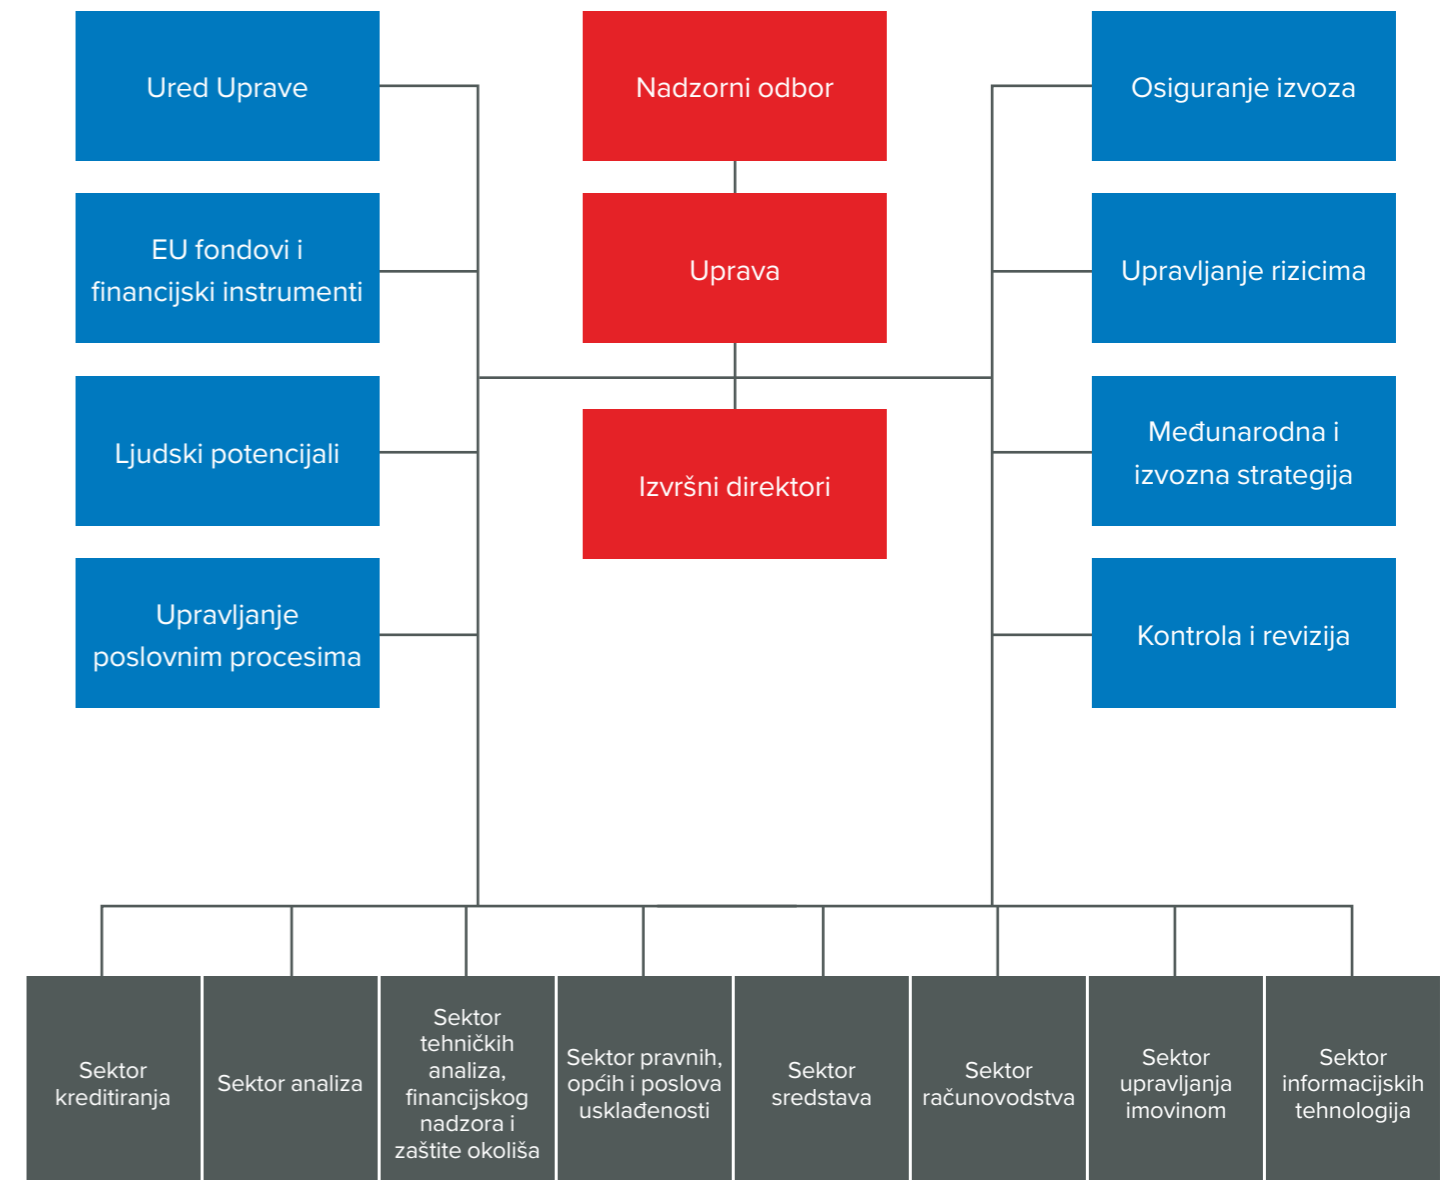 Ured Uprave
Nadzorni odbor
Osiguranje izvoza
EU fondovi i
financijski instrumenti
Uprava
Upravljanje rizicima
Ljudski potencijali
Izvršni direktori
Međunarodna i
izvozna strategija
Upravljanje
poslovnim procesima
Kontrola i revizija
Sektor
kreditiranja
Sektor analiza
Sektor
tehničkih
analiza,
financijskog
nadzora i
zaštite okoliša
Sektor pravnih,
općih i poslova
usklađenosti
Sektor
sredstava
Sektor
računovodstva
Sektor
upravljanja
imovinom
Sektor
informacijskih
tehnologija